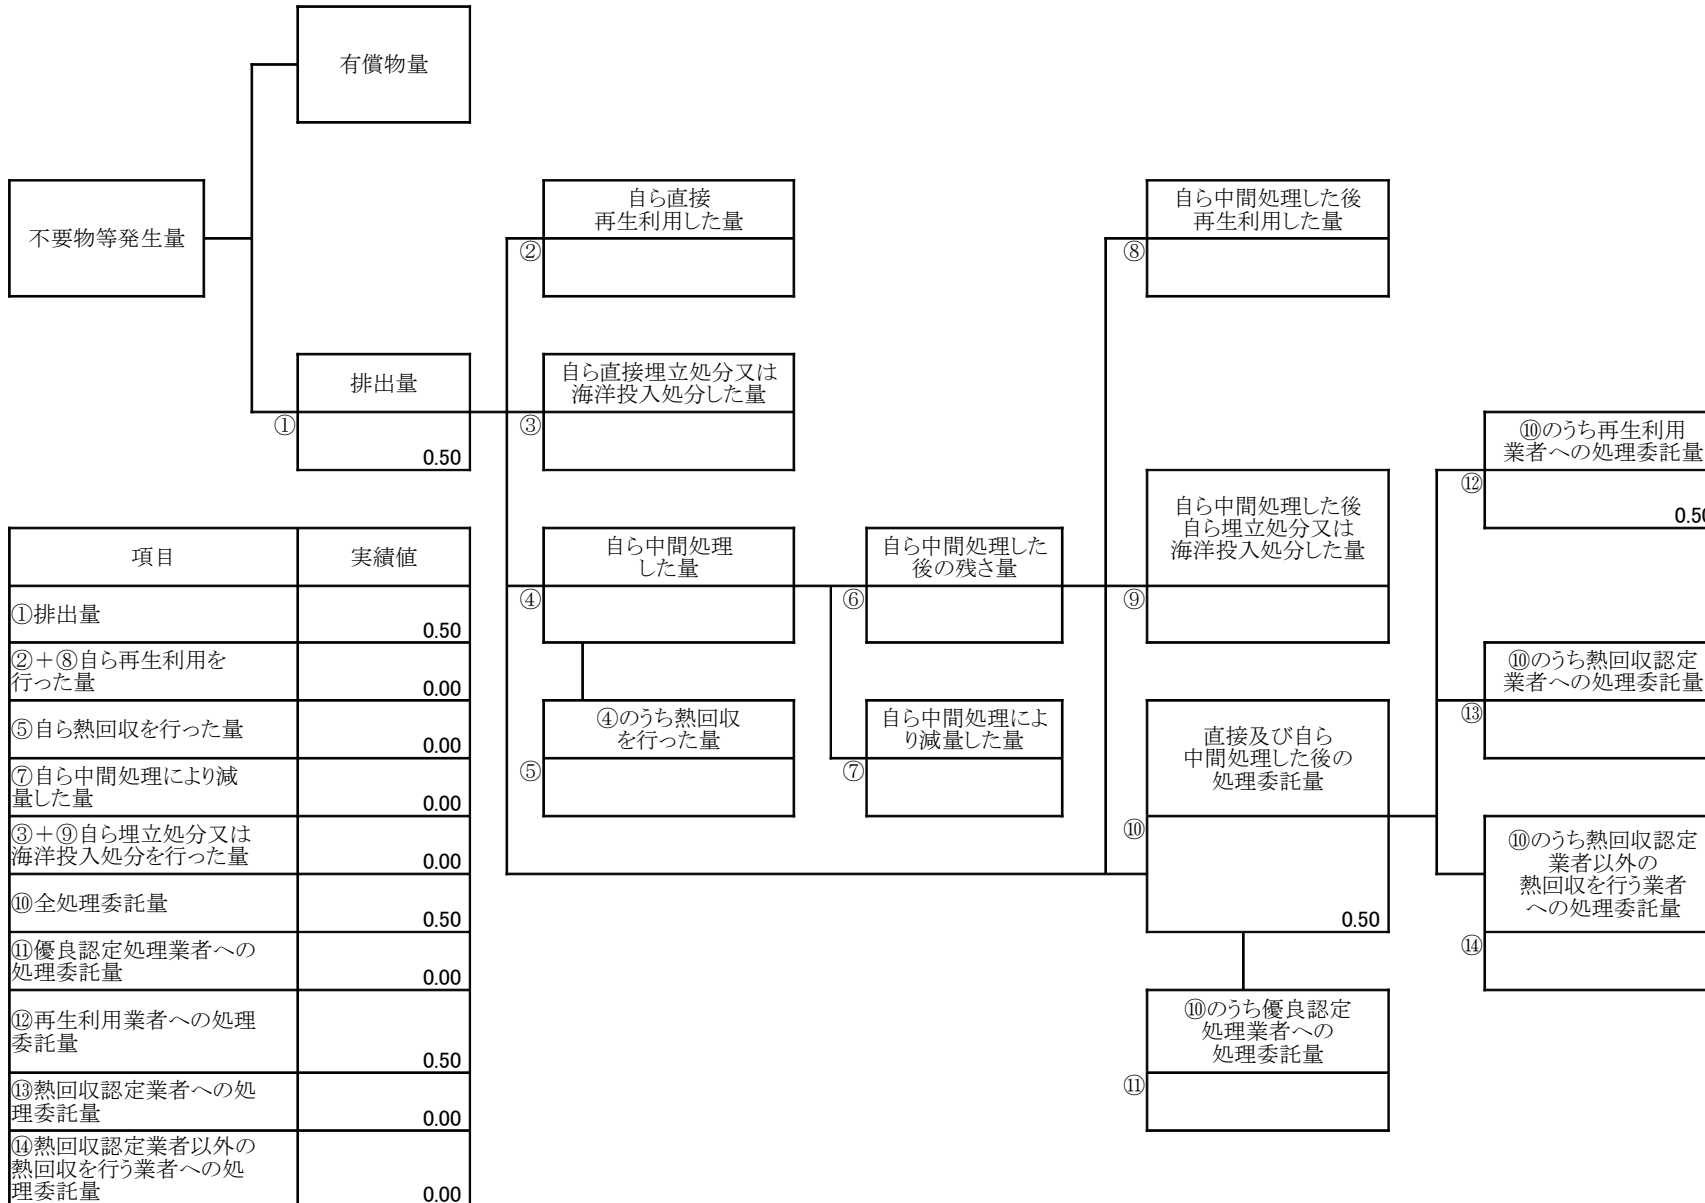 有償物量
不要物等発生量
自ら直接
再生利用した量
②
自ら中間処理した後
再生利用した量
⑧
排出量
①
0.50
自ら直接埋立処分又は
海洋投入処分した量
③
⑩のうち再生利用
業者への処理委託量
⑫
0.50
自ら中間処理した後
自ら埋立処分又は
海洋投入処分した量
⑨
自ら中間処理
した量
④
自ら中間処理した
後の残さ量
⑥
④のうち熱回収
を行った量
⑤
自ら中間処理によ
り減量した量
⑦
直接及び自ら
中間処理した後の
処理委託量
⑩
0.50
⑩のうち熱回収認定
業者への処理委託量
⑬
⑩のうち熱回収認定
業者以外の
熱回収を行う業者
への処理委託量
⑭
⑩のうち優良認定
処理業者への
処理委託量
⑪
項目 実績値
①排出量 0.50
②+⑧自ら再生利用を
行った量 0.00
⑤自ら熱回収を行った量 0.00
⑦自ら中間処理により減
量した量 0.00
③+⑨自ら埋立処分又は
海洋投入処分を行った量 0.00
⑩全処理委託量 0.50
⑪優良認定処理業者への
処理委託量 0.00
⑫再生利用業者への処理
委託量 0.50
⑬熱回収認定業者への処
理委託量 0.00
⑭熱回収認定業者以外の
熱回収を行う業者への処
理委託量 0.00